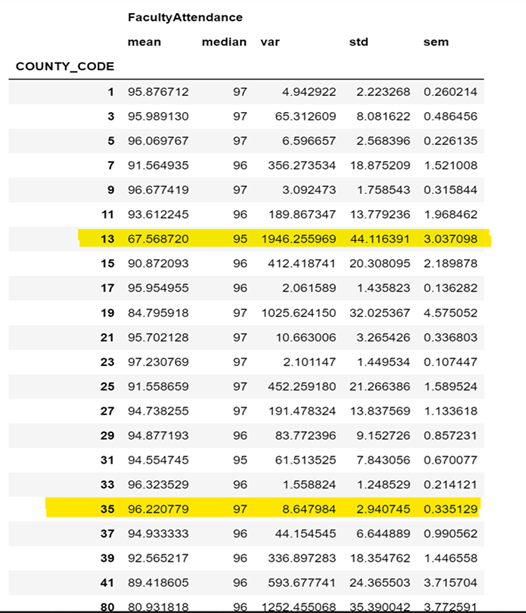 FacultyAttendance
mean median var std sem
COUNTY_CODE
1 95.876712 97 4.942922 2.223268 0.260214
3 95.989130 97 65.312609 8.081622 0.486456
5 96.069767 97 6.596657 2.568396 0.226135
7 91.564935 96 356.273534 18.875209 1.521008
9 96.677419 97 3.092473 1.758543 0.315844
11 93.612245 96 189.867347 13.779236 1.968462
13 67.568720 95 1946.255969 44.116391 3.037098
15 90.872093 96 412.418741 20.308095 2.189878
17 95.954955 96 2.061589 1.435823 0.136282
19 84.795918 97 1025.624150 32.025367 4.575052
21 95.702128 97 10.663006 3.265426 0.336803
23 97.230769 97 2.101147 1.449534 0.107447
25 91.558659 97 452.259180 21.266386 1.589524
27 94.738255 97 191.478324 13.837569 1.133618
29 94.877193 96 83.772396 9.152726 0.857231
31 94.554745 95 61.513525 7.843056 0.670077
33 96.323529 96 1.558824 1.248529 0.214121
35 96.220779 97 8.647984 2.940745 0.335129
37 94.933333 96 44.154545 6.644889 0.990562
39 92.565217 96 336.897283 18.354762 1.446558
41 89.418605 96 593.677741 24.365503 3.715704
80 80.931818 96 1252.455068 35.390042 3.772591